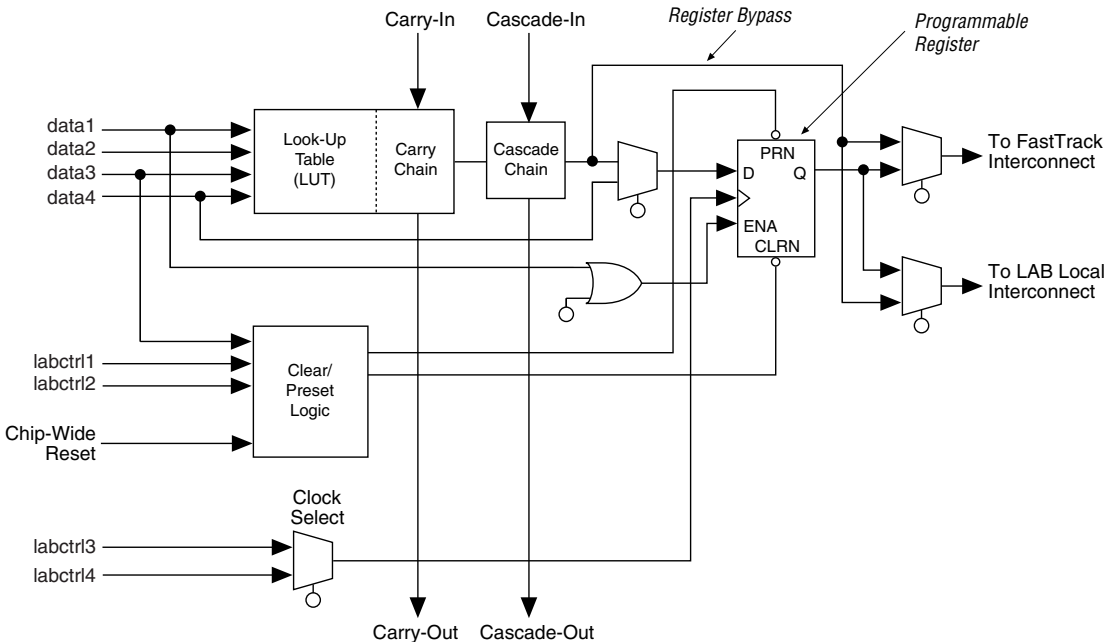 Carry-In
Cascade-In
Register Bypass
Programmable
Register
data1
data2
data3
data4
Look-Up
Table
(LUT)
Carry
Chain
Cascade
Chain
PRN
D
Q
ENA
CLRN
To FastTrack
Interconnect
To LAB Local
Interconnect
labctrl1
labctrl2
Clear/
Preset
Logic
Chip-Wide
Reset
Clock
Select
labctrl3
labctrl4
Carry-Out
Cascade-Out